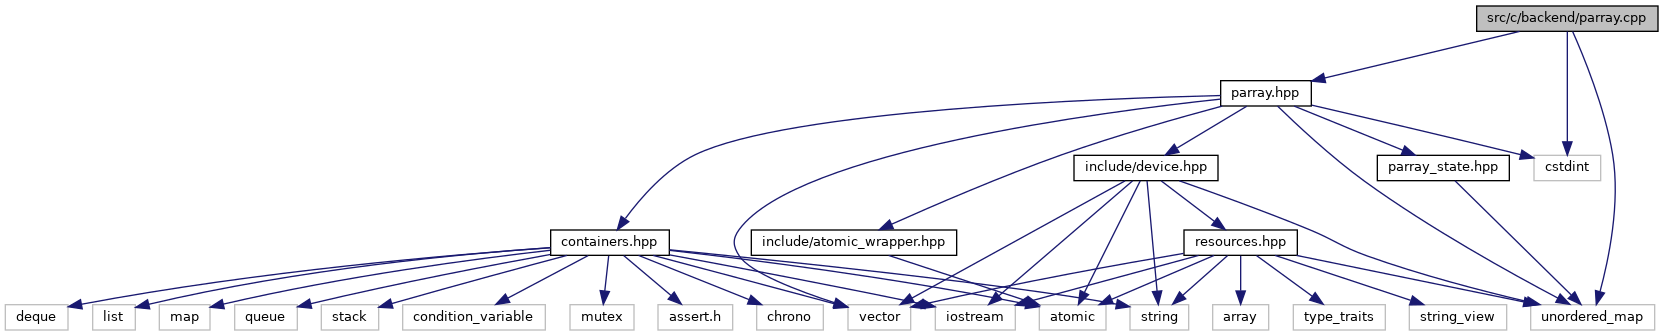 src/c/backend/parray.cpp
parray.hpp
include/device.hpp
parray_state.hpp
cstdint
containers.hpp
include/atomic_wrapper.hpp
resources.hpp
deque
list
map
queue
stack
condition_variable
mutex
assert.h
chrono
vector
iostream
atomic
string
array
type_traits
string_view
unordered_map